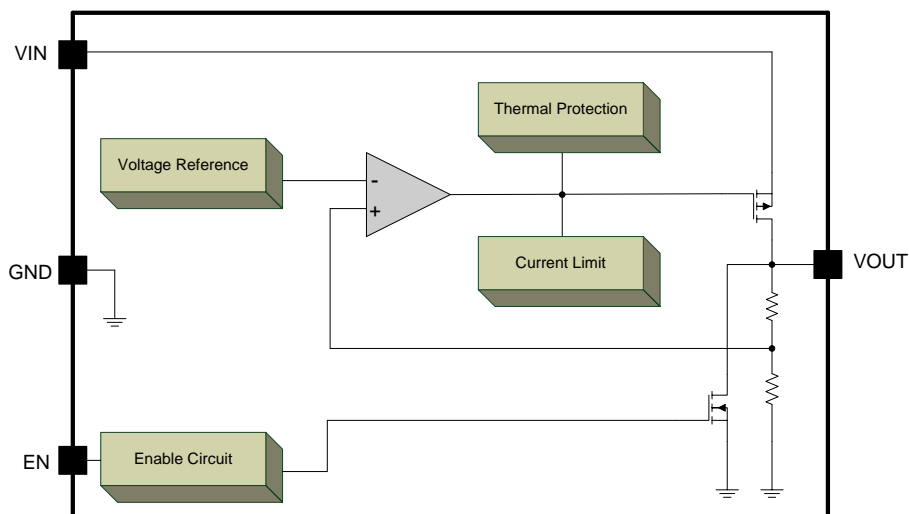 VIN
Thermal Protection
Voltage Reference
-
+
GND
Current Limit
VOUT
EN
Enable Circuit